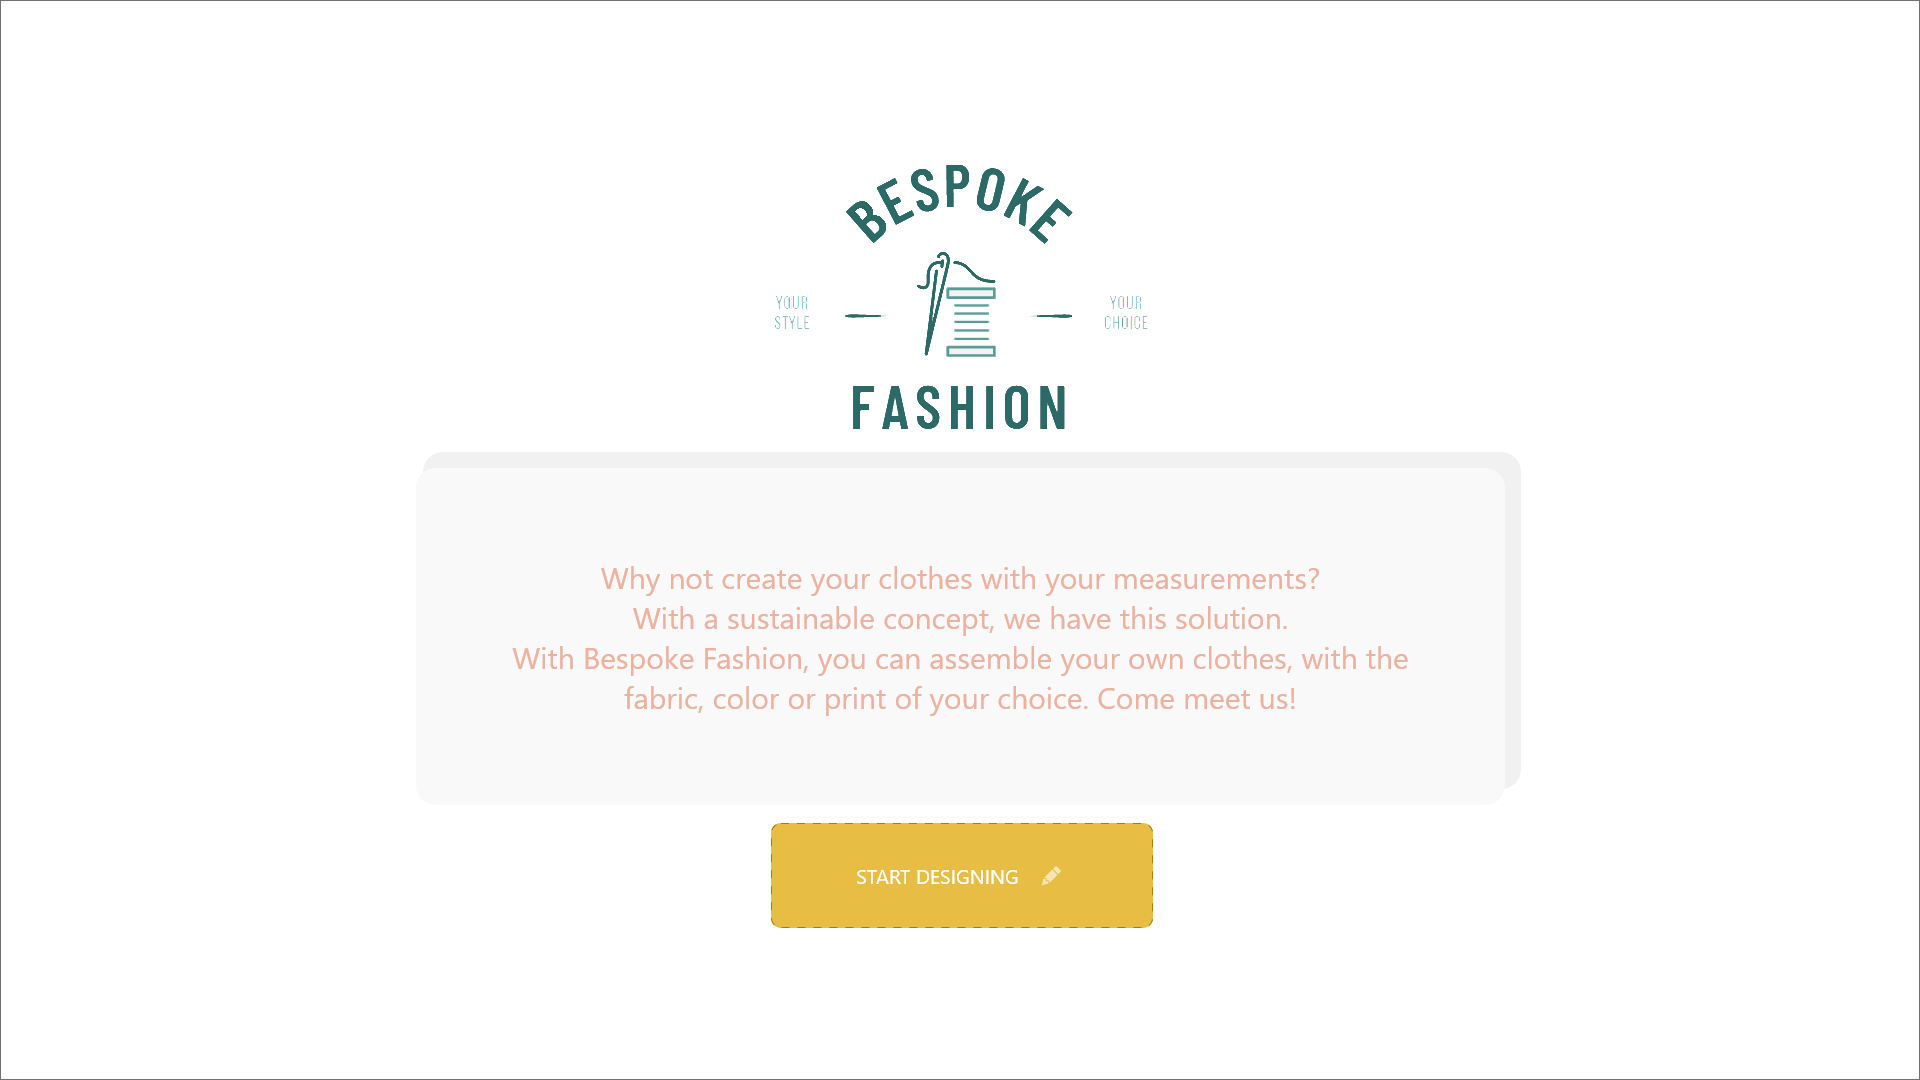 BESPOKE
YOUR
STYLE
YOUR
CHOICE
FASHION
Why not create your clothes with your measurements?
With a sustainable concept, we have this solution.
With Bespoke Fashion, you can assemble your own clothes, with the
fabric, color or print of your choice. Come meet us!
START DESIGNING